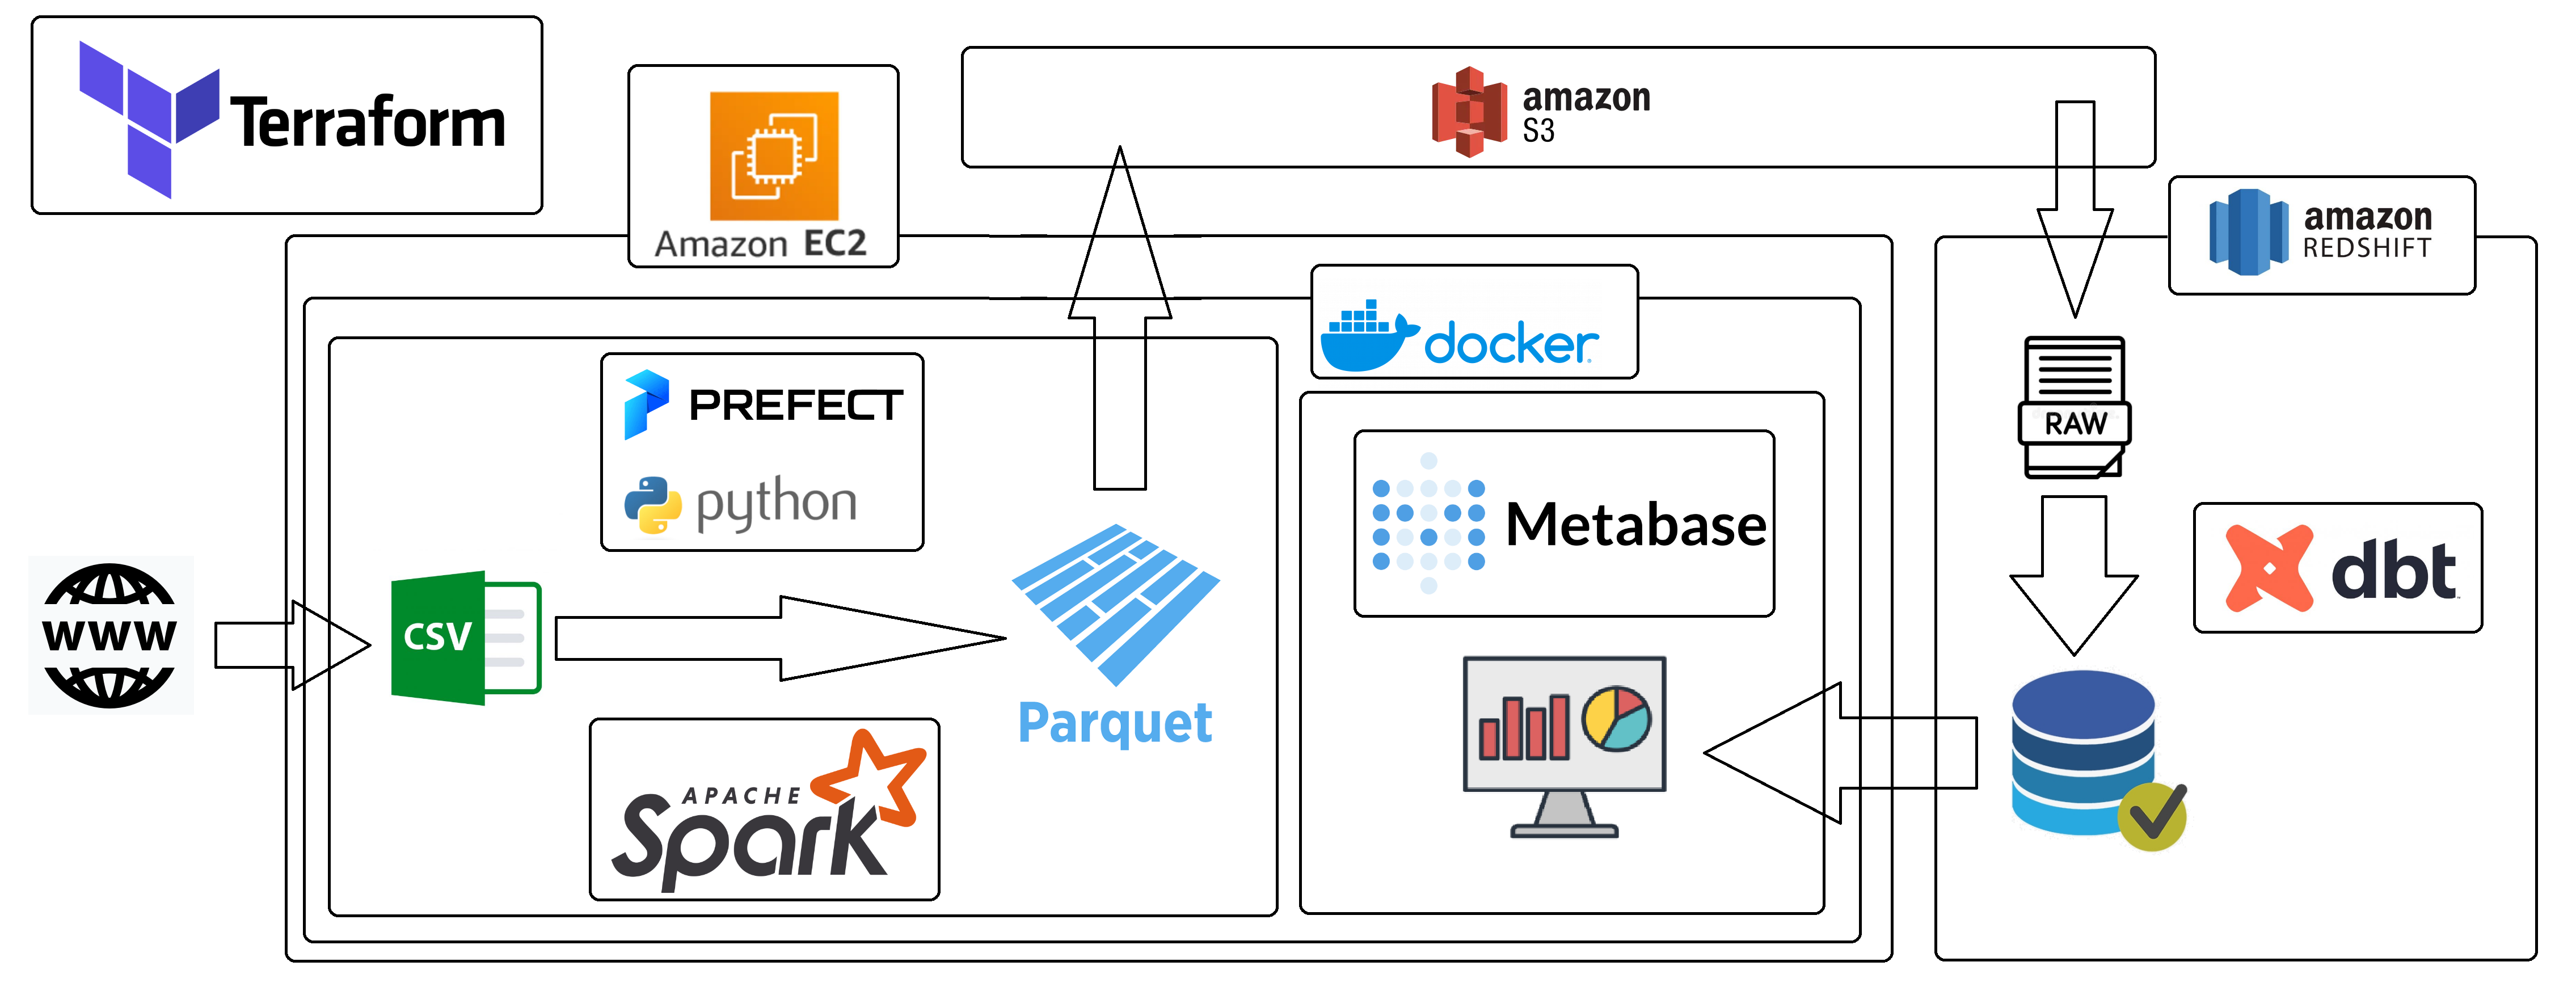 Terraform
Amazon EC2
amazon
S3
amazon
REDSHIFT
docker
PREFECT
python
RAW
Metabase
dbt
WWW
CSV
Parquet
APACHE
Spark